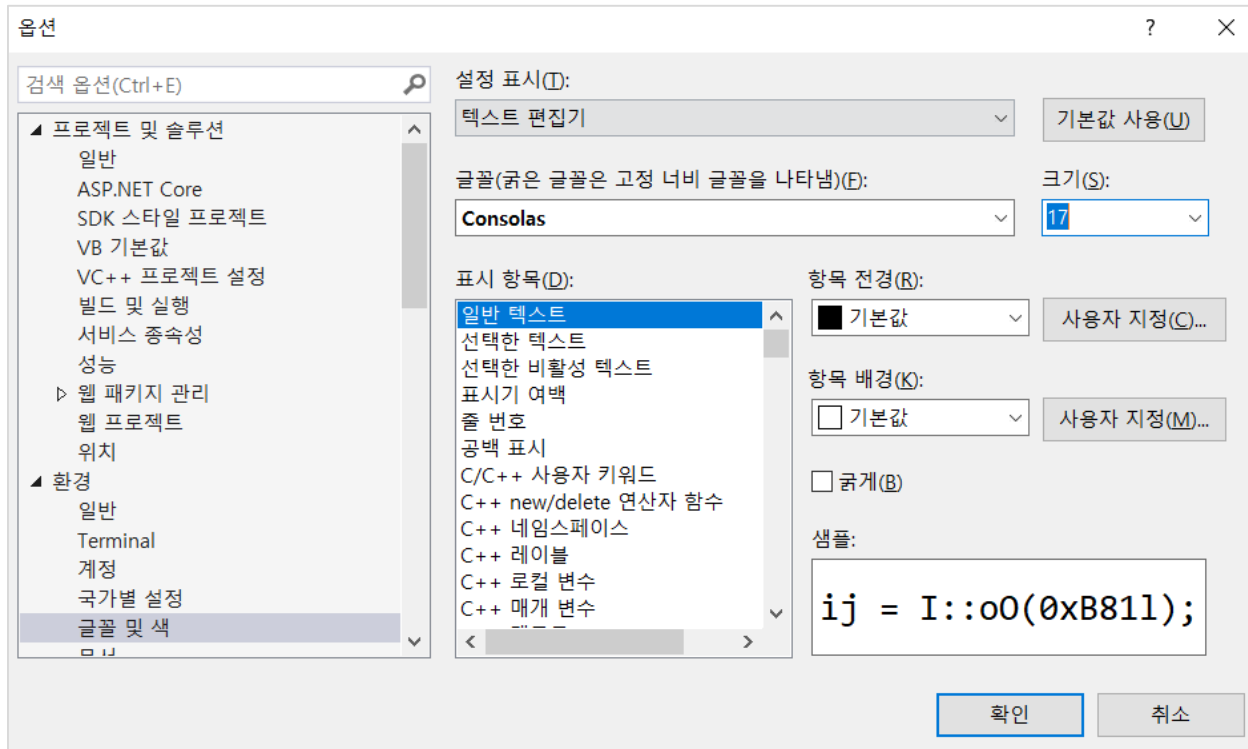 옵션
?
검색 옵션(Ctrl+E)
프로젝트 및 솔루션
일반
ASP.NET Core
SDK 스타일 프로젝트
VB 기본값
VC++ 프로젝트 설정
빌드 및 실행
서비스 종속성
성능
웹 패키지 관리
웹 프로젝트
위치
환경
일반
Terminal
계정
국가별 설정
글꼴 및 색
설정 표시(T):
텍스트 편집기
기본값 사용(U)
글꼴(굵은 글꼴은 고정 너비 글꼴을 나타냄)(F):
크기(S):
Consolas
17
표시 항목(D):
일반 텍스트
선택한 텍스트
선택한 비활성 텍스트
표시기 여백
줄 번호
공백 표시
C/C++ 사용자 키워드
C++ new/delete 연산자 함수
C++ 네임스페이스
C++ 레이블
C++ 로컬 변수
C++ 매개 변수
항목 전경(R):
기본값
사용자 지정(C)...
항목 배경(K):
기본값
사용자 지정(M)...
굵게(B)
샘플:
ij = I::oO(0xB81l);
확인
취소